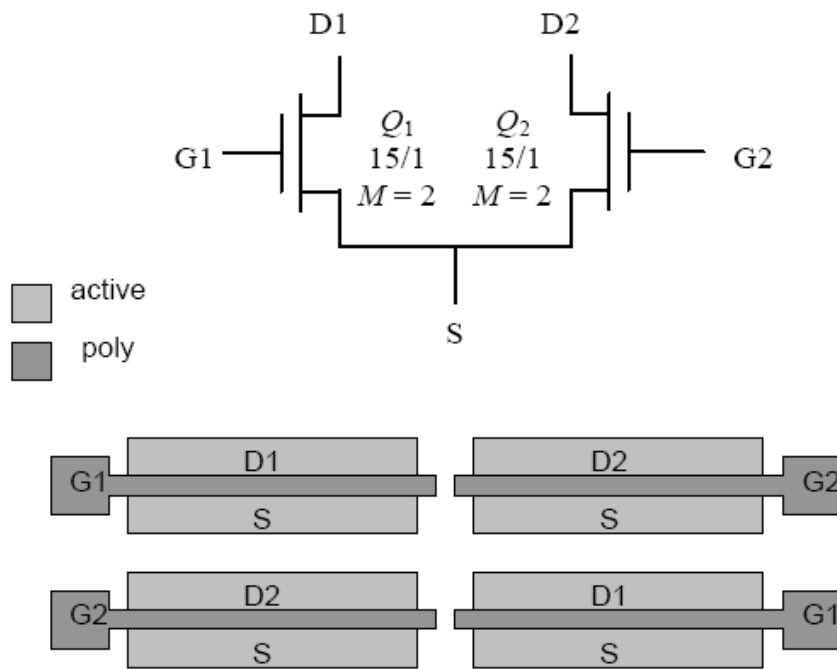 D1 D2
G1 Q1 Q2 G2
15/1 15/1
M = 2 M = 2
active
S
poly
D1 D2
G1 G2
S S
D2 D1
G2 G1
S S